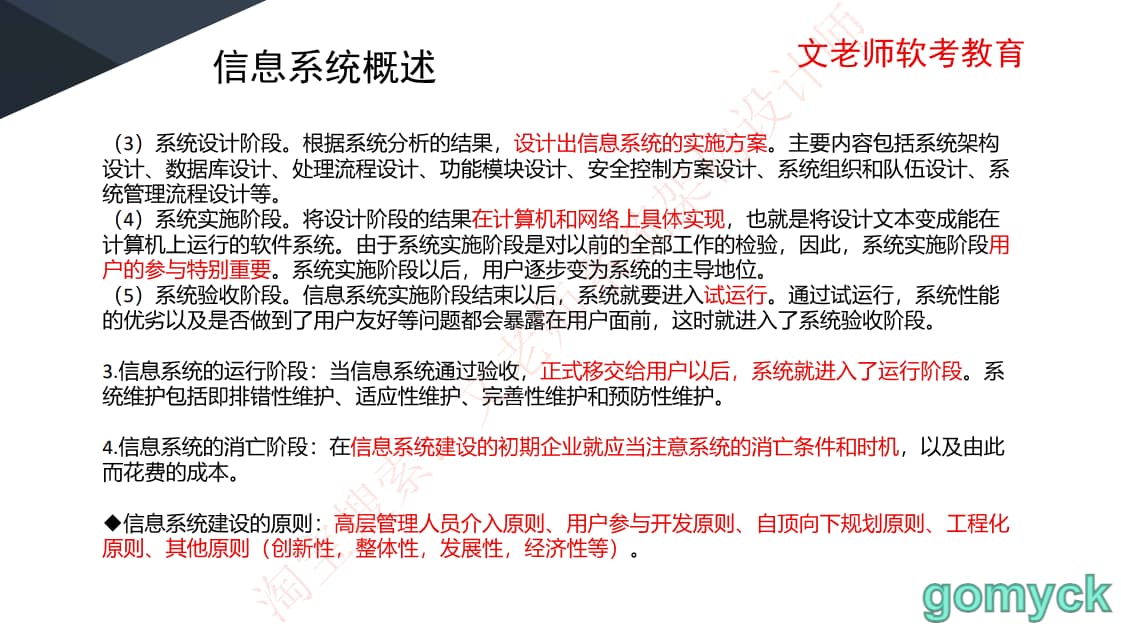 信息系统概述
文老师软考教育
（3）系统设计阶段。根据系统分析的结果，设计出信息系统的实施方案。主要内容包括系统架构
设计、数据库设计、处理流程设计、功能模块设计、安全控制方案设计、系统组织和队伍设计、系
统管理流程设计等。
（4）系统实施阶段。将设计阶段的结果在计算机和网络上具体实现，也就是将设计文本变成能在
计算机上运行的软件系统。由于系统实施阶段是对以前的全部工作的检验，因此，系统实施阶段用
户的参与特别重要。系统实施阶段以后，用户逐步变为系统的主导地位。
（5）系统验收阶段。信息系统实施阶段结束以后，系统就要进入试运行。通过试运行，系统性能
的优劣以及是否做到了用户友好等问题都会暴露在用户面前，这时就进入了系统验收阶段。
3.信息系统的运行阶段：当信息系统通过验收，正式移交给用户以后，系统就进入了运行阶段。系
统维护包括即排错性维护、适应性维护、完善性维护和预防性维护。
4.信息系统的消亡阶段：在信息系统建设的初期企业就应当注意系统的消亡条件和时机，以及由此
而花费的成本。
◆信息系统建设的原则：高层管理人员介入原则、用户参与开发原则、自顶向下规划原则、工程化
原则、其他原则（创新性，整体性，发展性，经济性等）。
gomyck